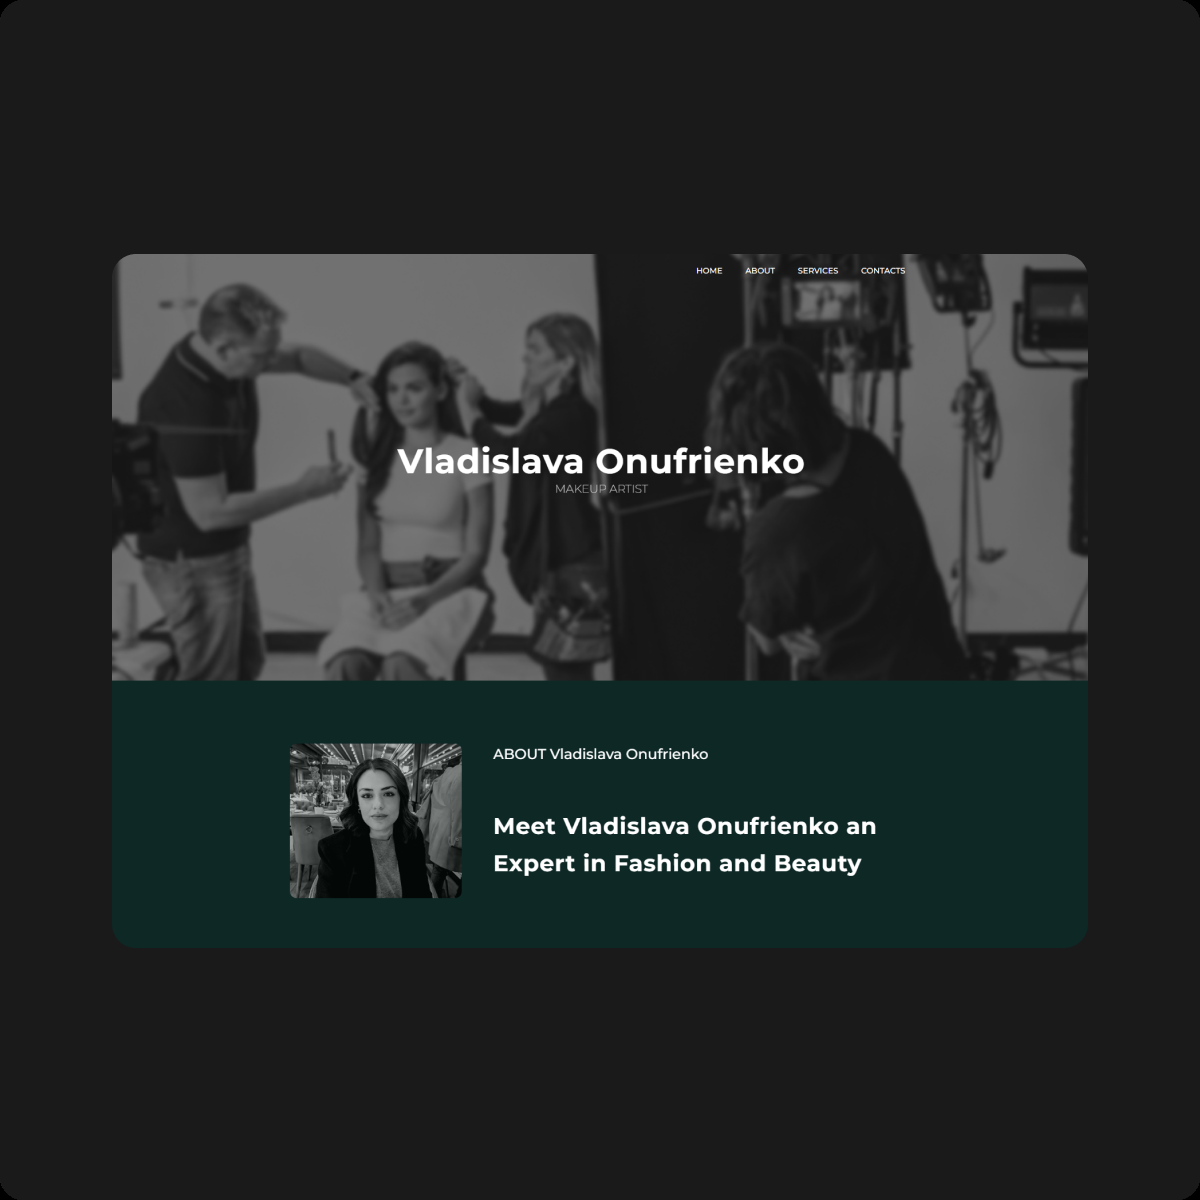 HOME ABOUT SERVICES CONTACTS
Vladislava Onufrienko
MAKEUP ARTIST
ABOUT Vladislava Onufrienko
Meet Vladislava Onufrienko an
Expert in Fashion and Beauty